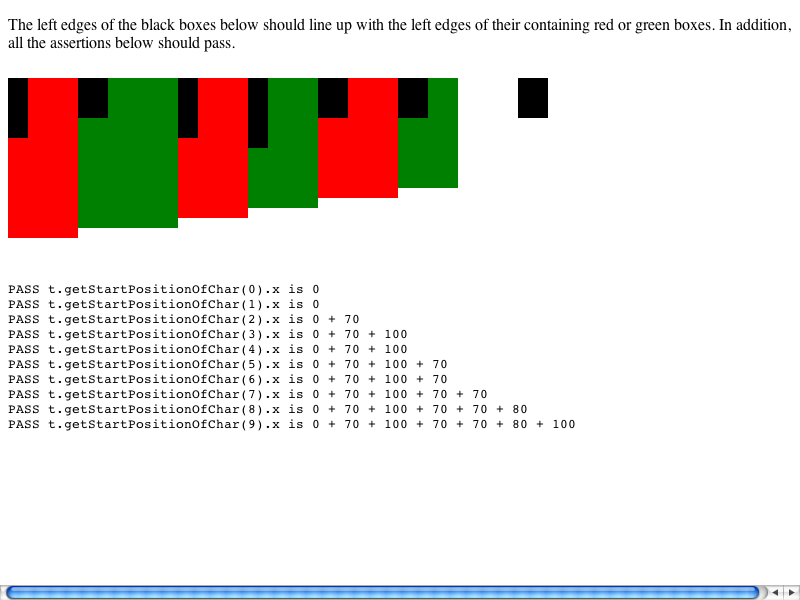 The left edges of the black boxes below should line up with the left edges of their containing red or green boxes. In addition,
all the assertions below should pass.
PASS t.getStartPositionOfChar(0).x is 0
PASS t.getStartPositionOfChar(1).x is 0
PASS t.getStartPositionOfChar(2).x is 0 + 70
PASS t.getStartPositionOfChar(3).x is 0 + 70 + 100
PASS t.getStartPositionOfChar(4).x is 0 + 70 + 100
PASS t.getStartPositionOfChar(5).x is 0 + 70 + 100 + 70
PASS t.getStartPositionOfChar(6).x is 0 + 70 + 100 + 70
PASS t.getStartPositionOfChar(7).x is 0 + 70 + 100 + 70 + 70
PASS t.getStartPositionOfChar(8).x is 0 + 70 + 100 + 70 + 70 + 80
PASS t.getStartPositionOfChar(9).x is 0 + 70 + 100 + 70 + 70 + 80 + 100